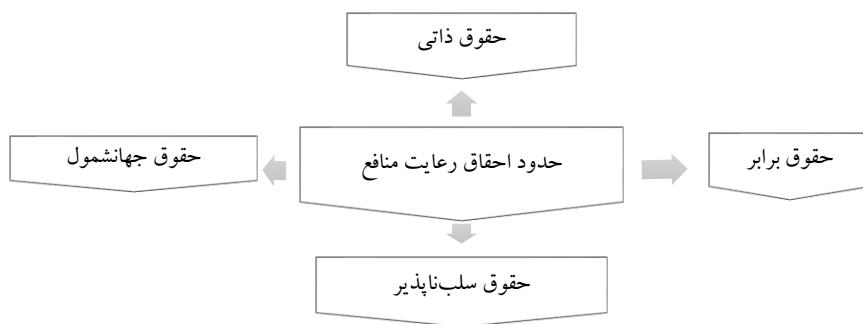 حقوق ذاتی
حقوق برابر
حدود احقاق رعایت منافع
حقوق جهانشمول
حقوق سلب‌ناپذیر